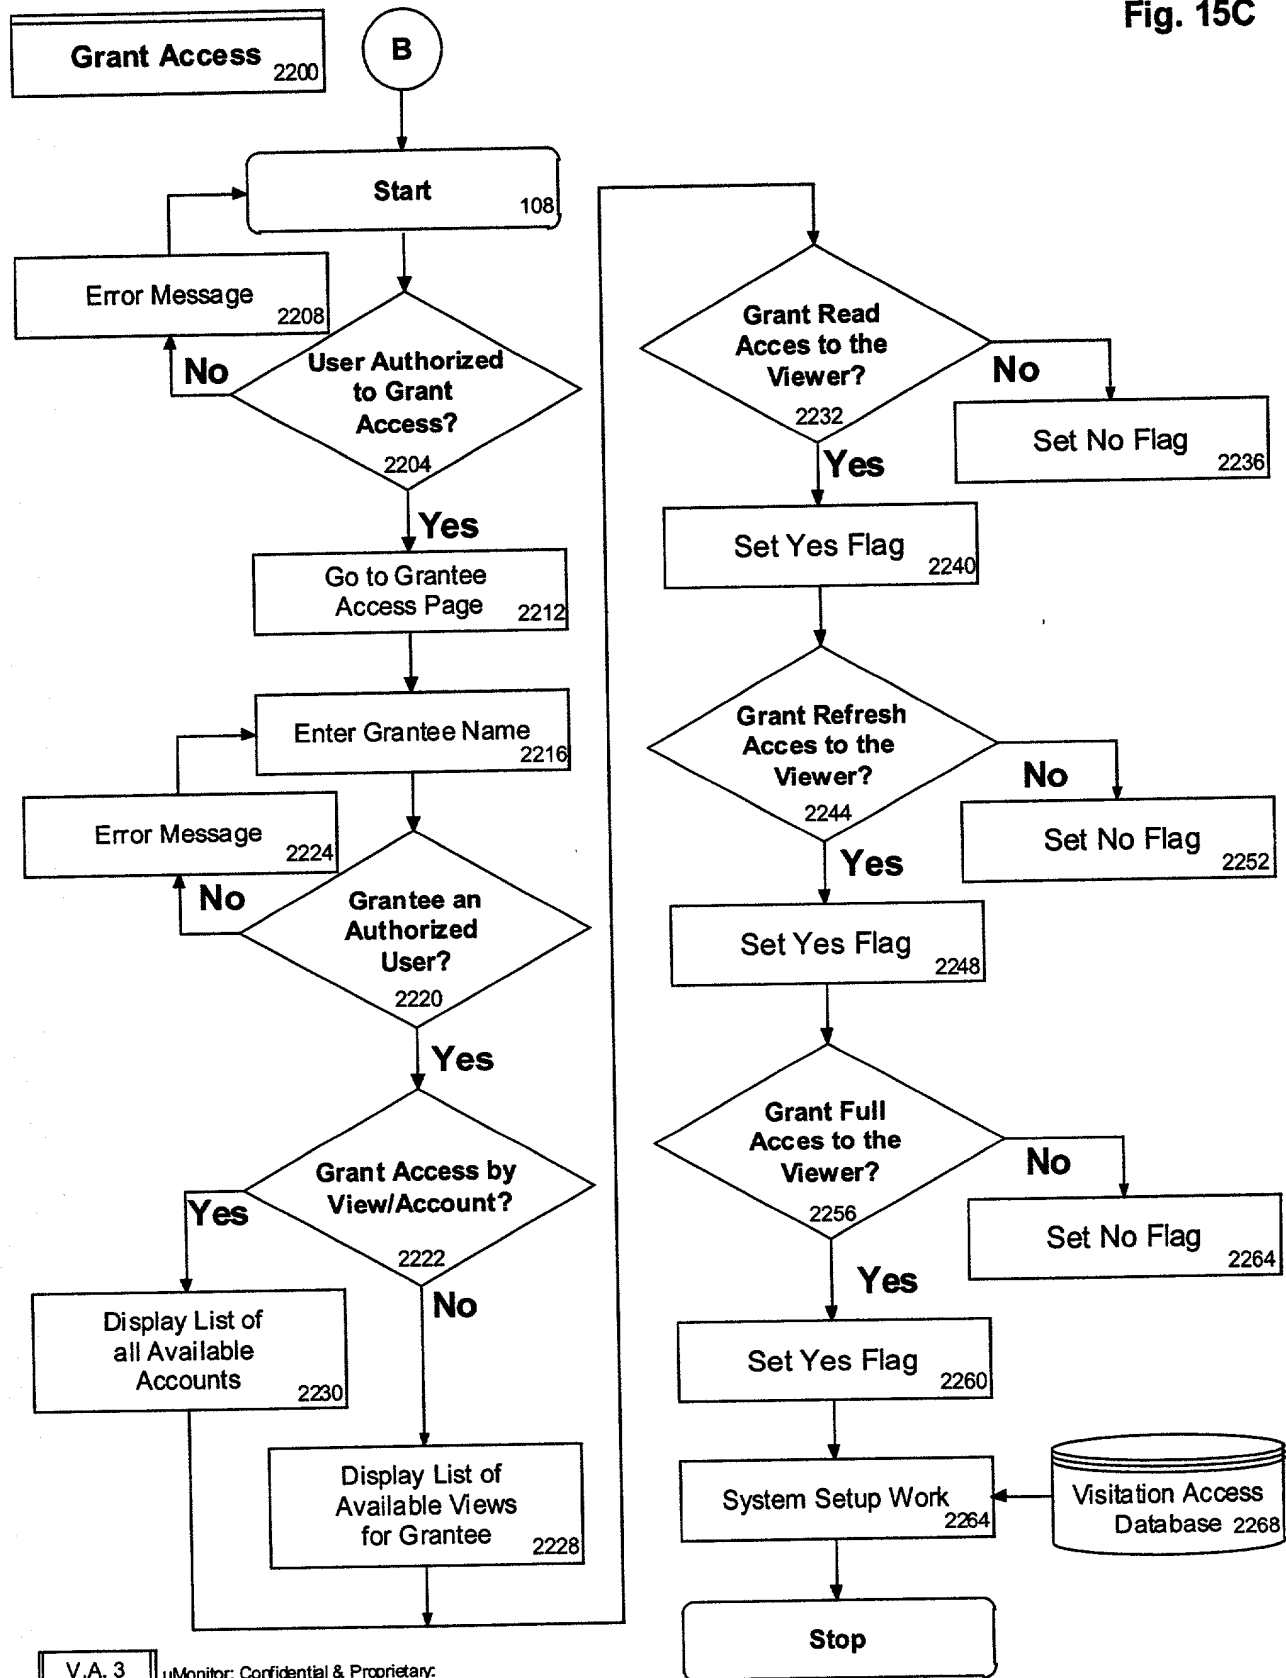 Fig. 15C
Grant Access
2200
B
Start
108
Error Message
2208
No
User Authorized
to Grant
Access?
2204
Yes
Go to Grantee
Access Page
2212
Enter Grantee Name
2216
Error Message
2224
No
Grantee an
Authorized
User?
2220
Yes
Grant Access by
View/Account?
2222
Yes
No
Display List of
all Available
Accounts
2230
Display List of
Available Views
for Grantee
2228
Grant Read
Acces to the
Viewer?
2232
No
Set No Flag
2236
Yes
Set Yes Flag
2240
Grant Refresh
Acces to the
Viewer?
2244
No
Set No Flag
2252
Yes
Set Yes Flag
2248
Grant Full
Acces to the
Viewer?
2256
No
Set No Flag
2264
Yes
Set Yes Flag
2260
System Setup Work
2264
Visitation Access
Database 2268
Stop
V.A. 3
uMonitor: Confidential & Proprietary: